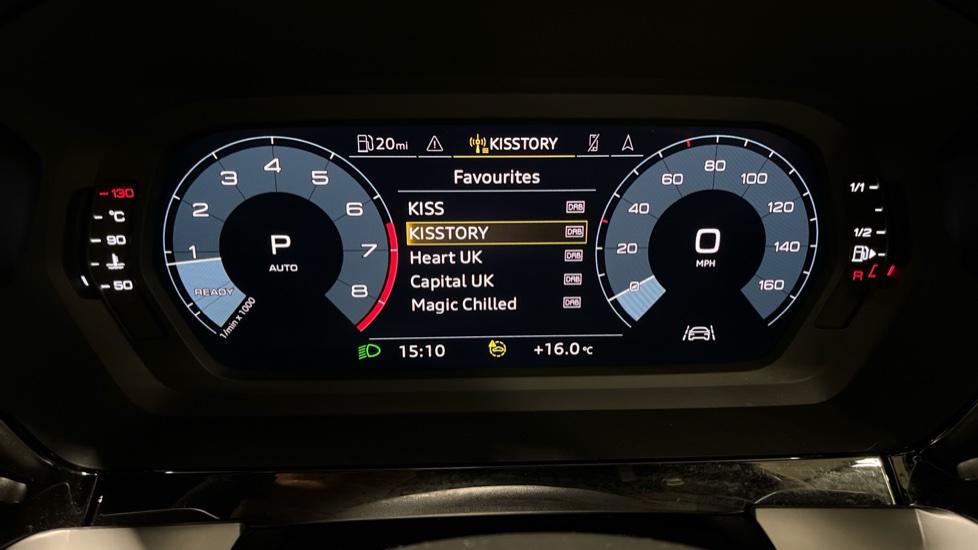 20mi
KISSTORY
Favourites
KISS DAB
KISSTORY DAB
Heart UK DAB
Capital UK DAB
Magic Chilled DAB
15:10
+16.0 °C
130
°C
90
50
1
2
3
4
5
6
7
8
READY
1/min x 1000
P
AUTO
0
20
40
60
80
100
120
140
160
0
MPH
1/1
1/2
R